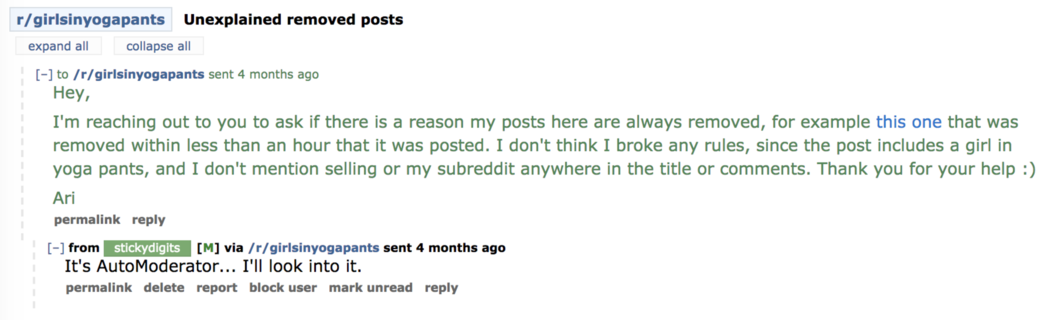 r/girlsinyogapants Unexplained removed posts
expand all collapse all
[−] to /r/girlsinyogapants sent 4 months ago
Hey,
I'm reaching out to you to ask if there is a reason my posts here are always removed, for example this one that was
removed within less than an hour that it was posted. I don't think I broke any rules, since the post includes a girl in
yoga pants, and I don't mention selling or my subreddit anywhere in the title or comments. Thank you for your help :)
Ari
permalink reply
[−] from stickydigits [M] via /r/girlsinyogapants sent 4 months ago
It's AutoModerator... I'll look into it.
permalink delete report block user mark unread reply